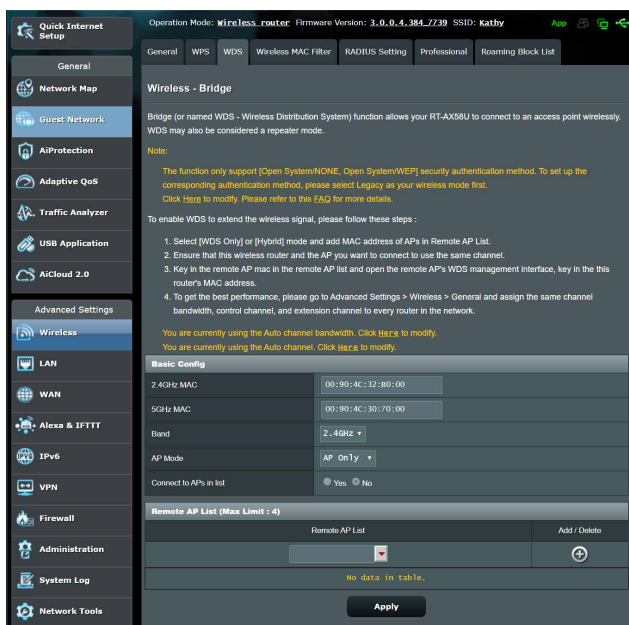 Quick Internet
Setup
General
Network Map
Guest Network
AiProtection
Adaptive QoS
Traffic Analyzer
USB Application
AiCloud 2.0
Advanced Settings
Wireless
LAN
WAN
Alexa & IFTTT
IPv6
VPN
Firewall
Administration
System Log
Network Tools
Operation Mode: Wireless router Firmware Version: 3.0.0.4.384_7739 SSID: Kathy App
General WPS WDS Wireless MAC Filter RADIUS Setting Professional Roaming Block List
Wireless - Bridge
Bridge (or named WDS - Wireless Distribution System) function allows your RT-AX58U to connect to an access point wirelessly.
WDS may also be considered a repeater mode.
Note:
The function only support [Open System/NONE, Open System/WEP] security authentication method. To set up the
corresponding authentication method, please select Legacy as your wireless mode first.
Click Here to modify. Please refer to this FAQ for more details.
To enable WDS to extend the wireless signal, please follow these steps :
1. Select [WDS Only] or [Hybrid] mode and add MAC address of APs in Remote AP List.
2. Ensure that this wireless router and the AP you want to connect to use the same channel.
3. Key in the remote AP mac in the remote AP list and open the remote AP's WDS management interface, key in the this
router's MAC address.
4. To get the best performance, please go to Advanced Settings > Wireless > General and assign the same channel
bandwidth, control channel, and extension channel to every router in the network.
You are currently using the Auto channel bandwidth. Click Here to modify.
You are currently using the Auto channel. Click Here to modify.
Basic Config
2.4GHz MAC 00:90:4C:32:B0:00
5GHz MAC 00:90:4C:30:70:00
Band 2.4GHz
AP Mode AP Only
Connect to APs in list Yes No
Remote AP List (Max Limit : 4)
Remote AP List Add / Delete
No data in table.
Apply